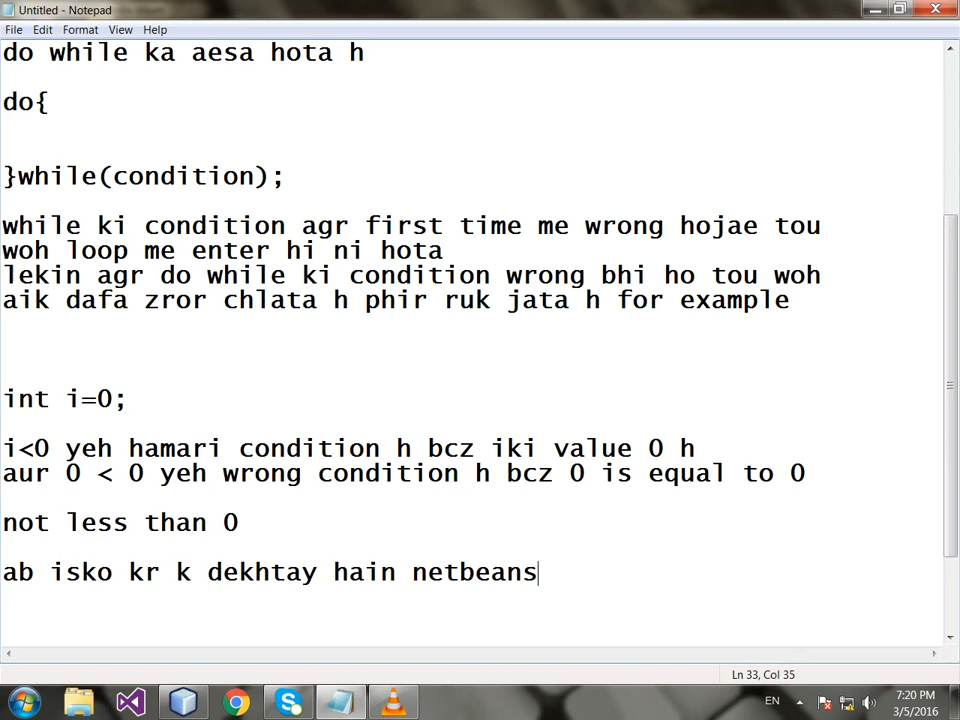 Untitled - Notepad
File Edit Format View Help
do while ka aesa hota h
do{
}while(condition);
while ki condition agr first time me wrong hojae tou
woh loop me enter hi ni hota
lekin agr do while ki condition wrong bhi ho tou woh
aik dafa zror chlata h phir ruk jata h for example
int i=0;
i<0 yeh hamari condition h bcz iki value 0 h
aur 0 < 0 yeh wrong condition h bcz 0 is equal to 0
not less than 0
ab isko kr k dekhtay hain netbeans
Ln 33, Col 35
EN
7:20 PM
3/5/2016